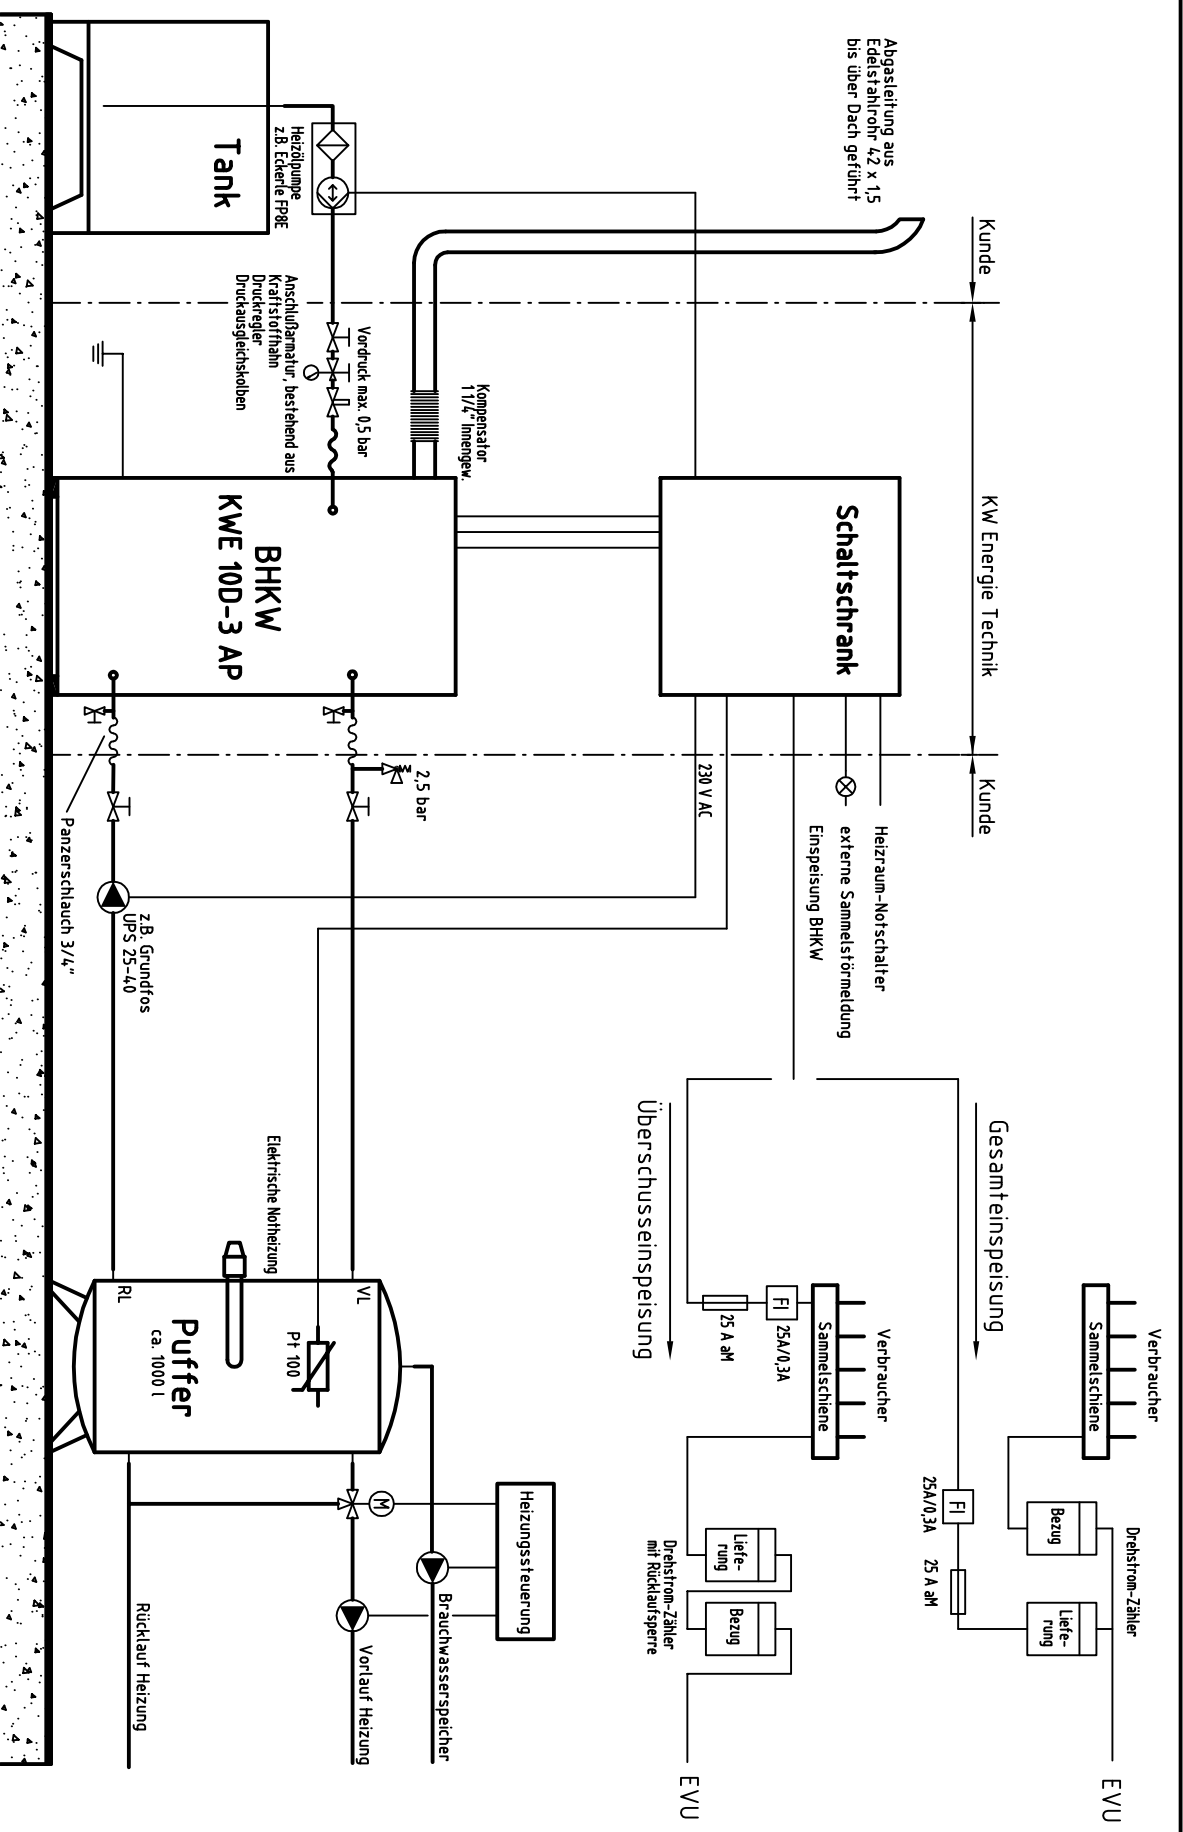 Kunde
KW Energie Technik
Kunde
Abgasleitung aus
Edelstahlrohr 42 x 1,5
bis über Dach geführt
Schaltschrank
Heizraum-Notschalter
externe Sammelstörmeldung
Einspeisung BHKW
230 V AC
Gesamteinspeisung
Überschusseinspeisung
Verbraucher
Sammelschiene
Drehstrom-Zähler
Bezug
Liefe-
rung
FI
25A/0,3A
25 A aM
EVU
Verbraucher
Sammelschiene
FI
25A/0,3A
25 A aM
Liefe-
rung
Bezug
Drehstrom-Zähler
mit Rücklaufsperre
EVU
Tank
Heizölpumpe
z.B. Eckerle FP8E
Vordruck max. 0,5 bar
Anschlußarmatur, bestehend aus
Kraftstoffhahn
Druckregler
Druckausgleichskolben
Kompensator
1 1/4" Innengew.
BHKW
KWE 10D-3 AP
2,5 bar
Panzerschlauch 3/4"
z.B. Grundfos
UPS 25-40
Elektrische Notheizung
VL
RL
Pt 100
Puffer
ca. 1000 l
M
Heizungssteuerung
Brauchwasserspeicher
Vorlauf Heizung
Rücklauf Heizung